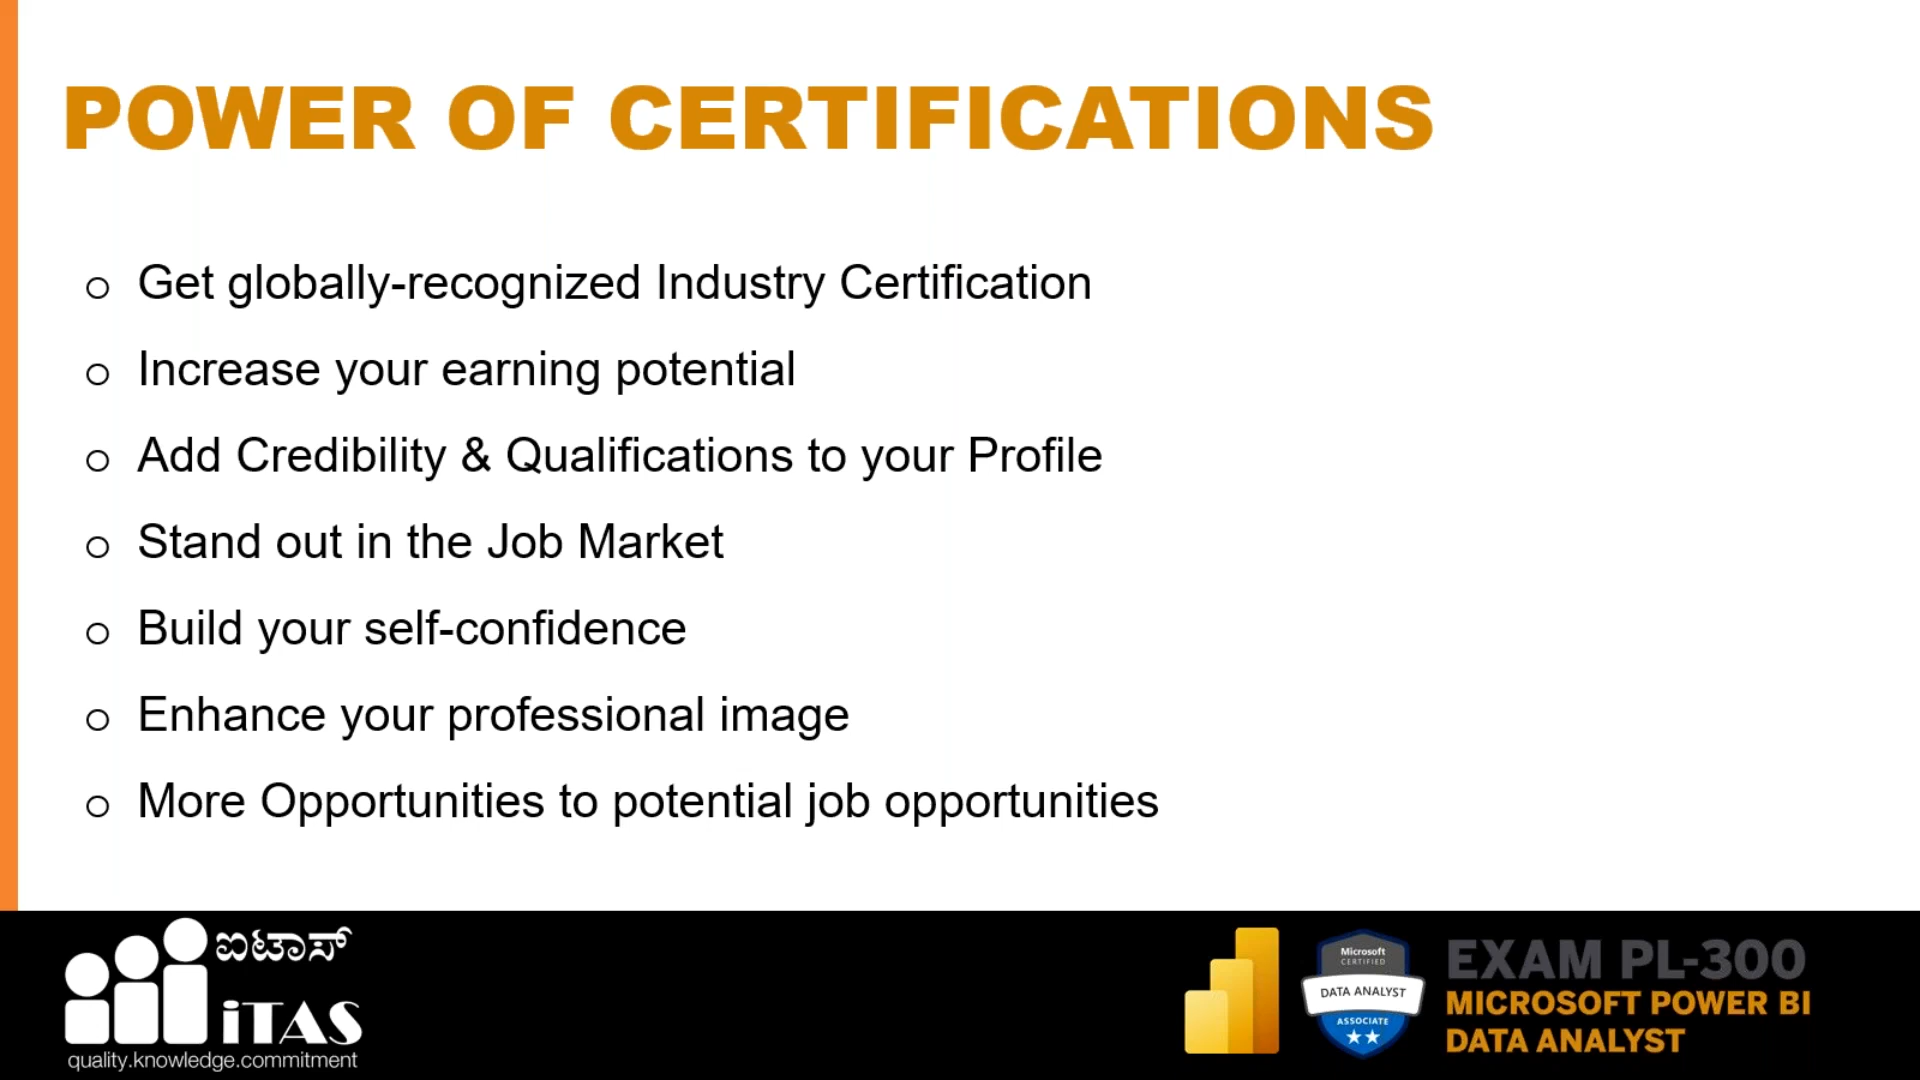 POWER OF CERTIFICATIONS
Get globally-recognized Industry Certification
Increase your earning potential
Add Credibility & Qualifications to your Profile
Stand out in the Job Market
Build your self-confidence
Enhance your professional image
More Opportunities to potential job opportunities
ಐಟಾಸ್
iTAS
quality.knowledge.commitment
Microsoft
CERTIFIED
DATA ANALYST
ASSOCIATE
EXAM PL-300
MICROSOFT POWER BI
DATA ANALYST